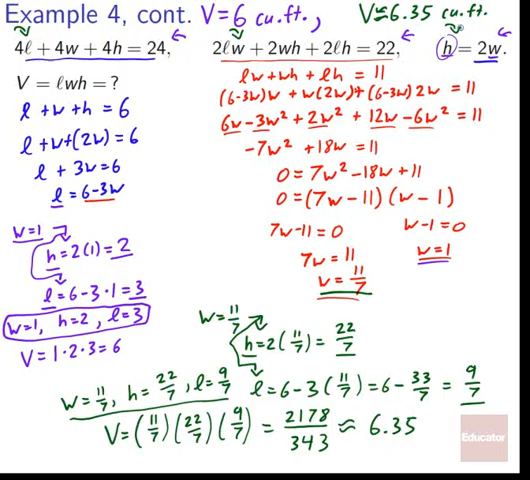 Example 4, cont. V=6 cu.ft., V≈6.35 cu.ft.
4ℓ + 4w + 4h = 24, 2ℓw + 2wh + 2ℓh = 22, h = 2w.
V = ℓwh = ?
ℓ + w + h = 6
ℓ + w + (2w) = 6
ℓ + 3w = 6
ℓ = 6-3w
ℓw + wh + ℓh = 11
(6-3w)w + w(2w) + (6-3w)2w = 11
6w - 3w² + 2w² + 12w - 6w² = 11
-7w² + 18w = 11
0 = 7w² - 18w + 11
0 = (7w - 11)(w - 1)
7w - 11 = 0 w - 1 = 0
7w = 11 w = 1
w = 11/7
w=1
h = 2(1) = 2
ℓ = 6 - 3·1 = 3
w=1, h=2, ℓ=3
V = 1·2·3 = 6
w = 11/7
h = 2(11/7) = 22/7
ℓ = 6 - 3(11/7) = 6 - 33/7 = 9/7
w = 11/7, h = 22/7, ℓ = 9/7
V = (11/7)(22/7)(9/7) = 2178/343 ≈ 6.35
Educator